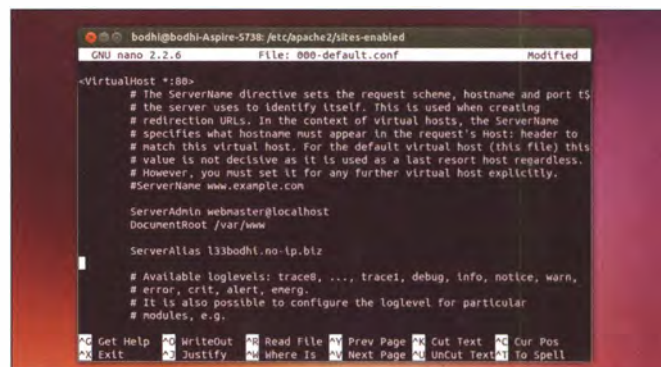 bodhi@bodhi-Aspire-5738: /etc/apache2/sites-enabled
GNU nano 2.2.6 File: 000-default.conf Modified
<VirtualHost *:80>
# The ServerName directive sets the request scheme, hostname and port t$
# the server uses to identify itself. This is used when creating
# redirection URLs. In the context of virtual hosts, the ServerName
# specifies what hostname must appear in the request's Host: header to
# match this virtual host. For the default virtual host (this file) this
# value is not decisive as it is used as a last resort host regardless.
# However, you must set it for any further virtual host explicitly.
#ServerName www.example.com
ServerAdmin webmaster@localhost
DocumentRoot /var/www
ServerAlias l33bodhi.no-ip.biz
# Available loglevels: trace8, ..., trace1, debug, info, notice, warn,
# error, crit, alert, emerg.
# It is also possible to configure the loglevel for particular
# modules, e.g.
^G Get Help ^O WriteOut ^R Read File ^Y Prev Page ^K Cut Text ^C Cur Pos
^X Exit ^J Justify ^W Where Is ^V Next Page ^U UnCut Text ^T To Spell